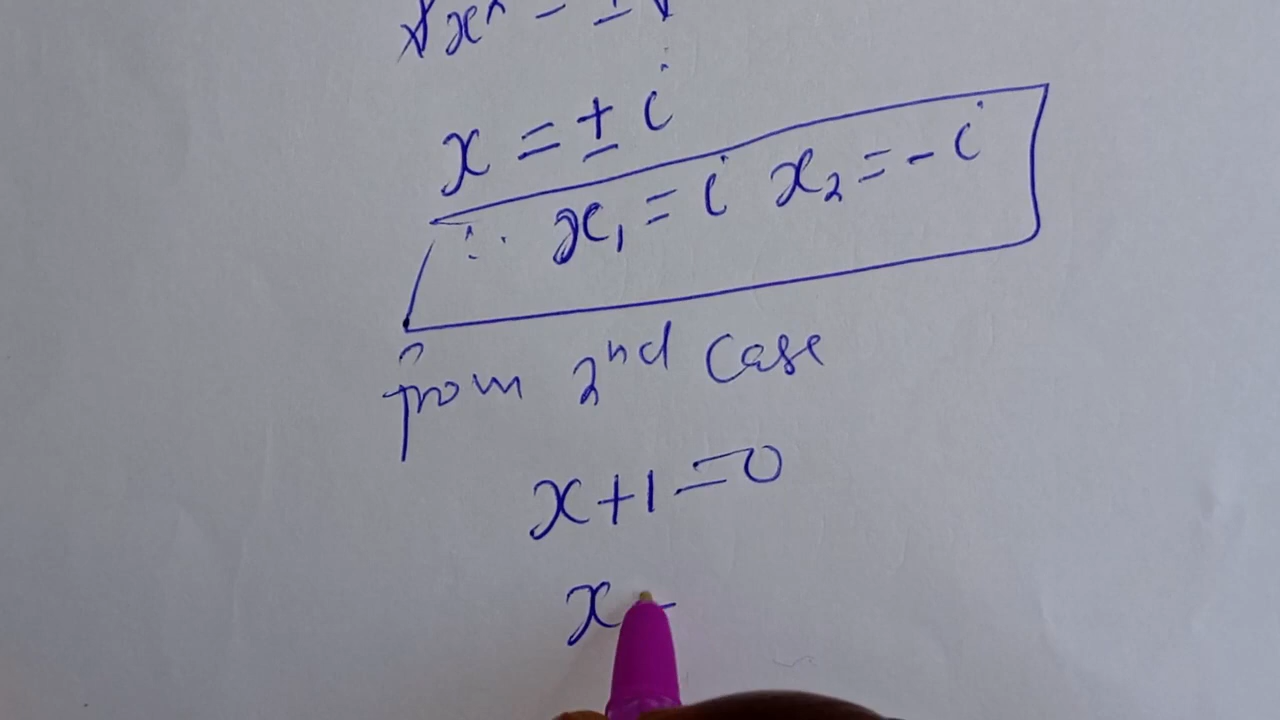 x = ± i
∴ x₁ = i x₂ = - i
from 2nd Case
x+1=0
x